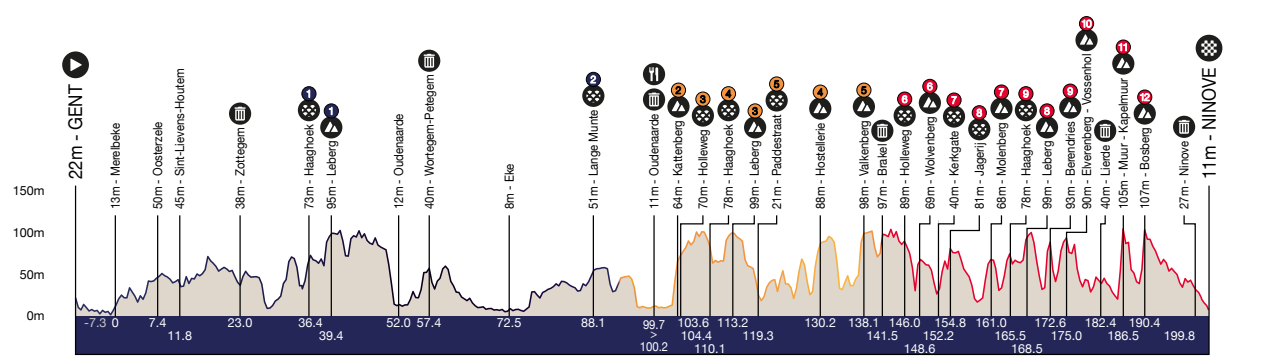 22m - GENT
13m - Merelbeke
50m - Oosterzele
45m - Sint-Lievens-Houtem
38m - Zottegem
1
73m - Haaghoek
1
95m - Leberg
12m - Oudenaarde
40m - Wortegem-Petegem
8m - Eke
2
51m - Lange Munte
11m - Oudenaarde
2
64m - Kattenberg
3
70m - Holleweg
4
78m - Haaghoek
3
99m - Leberg
5
21m - Paddestraat
4
88m - Hostellerie
5
98m - Valkenberg
97m - Brakel
6
89m - Holleweg
6
69m - Wolvenberg
7
40m - Kerkgate
8
81m - Jagerij
7
68m - Molenberg
9
78m - Haaghoek
8
99m - Leberg
9
93m - Berendries
10
90m - Elverenberg - Vossenhol
40m - Lierde
11
105m - Muur - Kapelmuur
12
107m - Bosberg
27m - Ninove
11m - NINOVE
150m
100m
50m
0m
-7.3 0 7.4 23.0 36.4 52.0 57.4 72.5 88.1 99.7 103.6 113.2 130.2 138.1 146.0 154.8 161.0 172.6 182.4 190.4
11.8 39.4 > 104.4 119.3 141.5 152.2 165.5 175.0 186.5 199.8
100.2 110.1 148.6 168.5